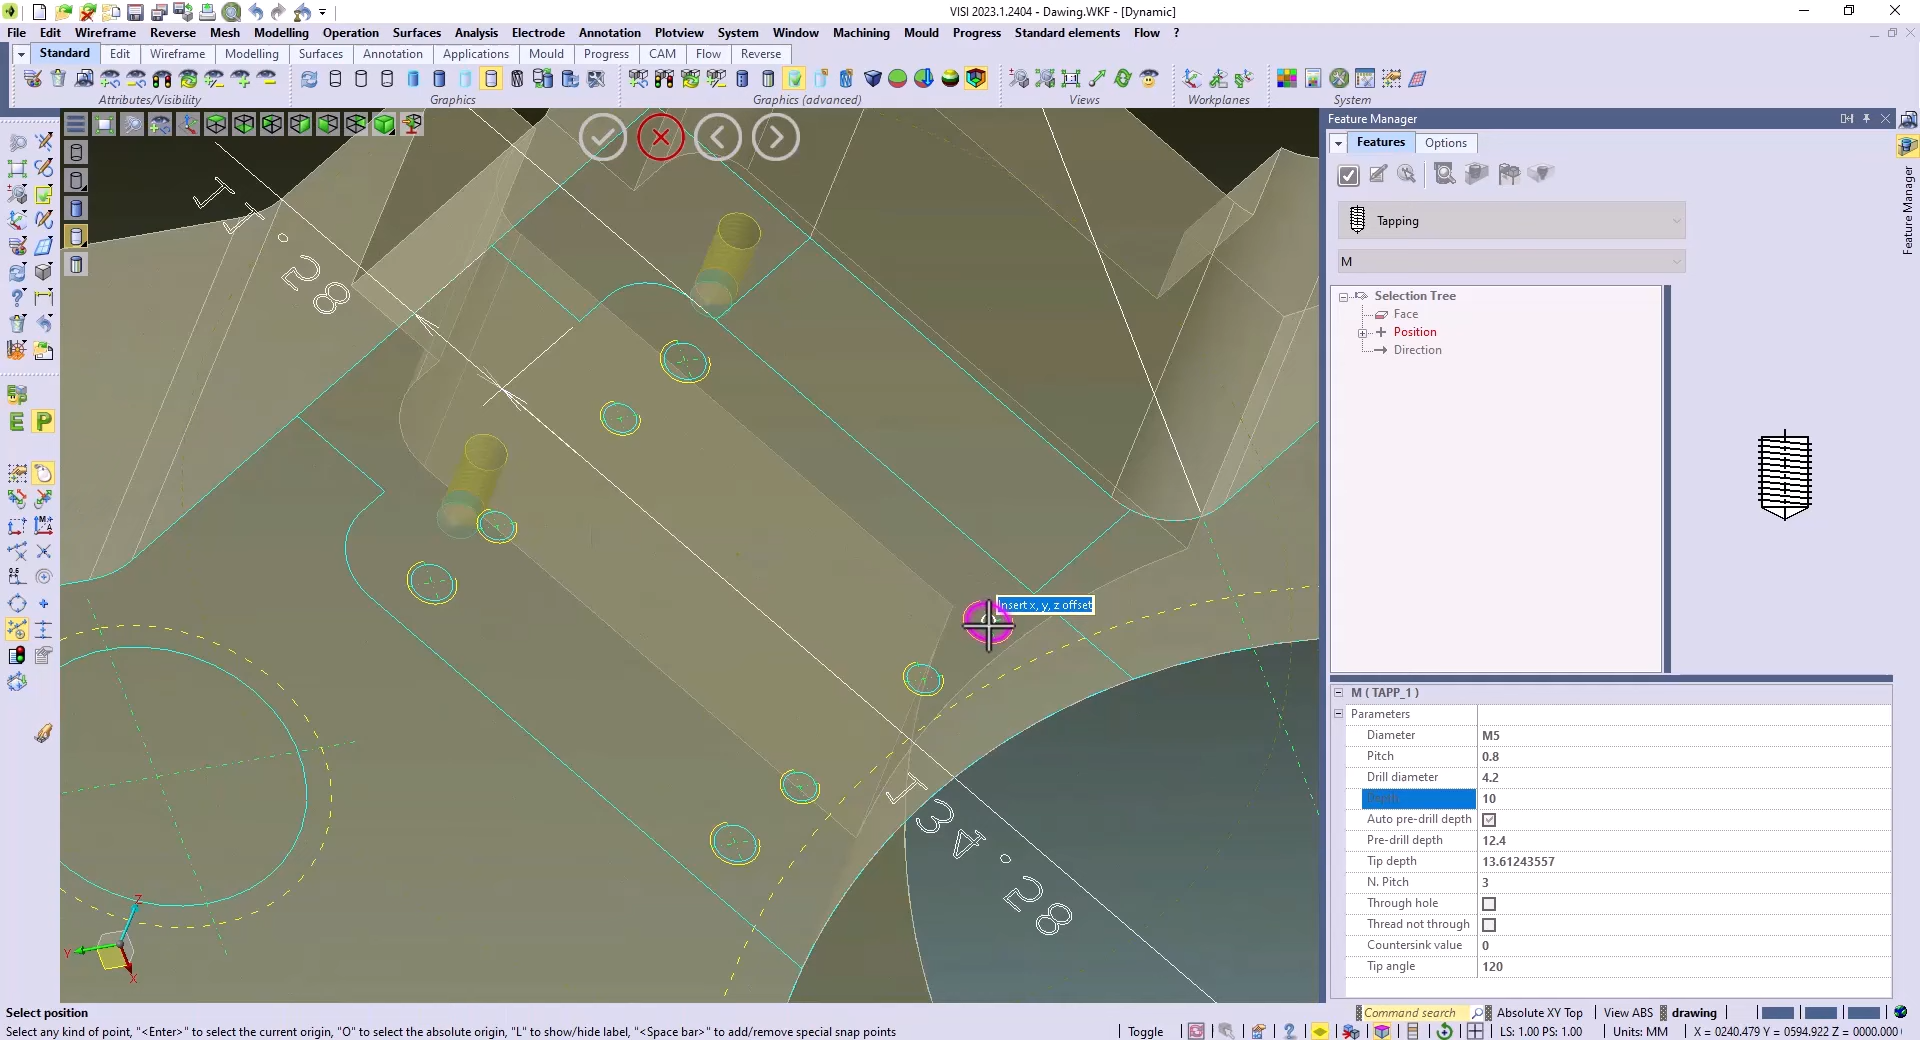 VISI 2023.1.2404 - Dawing.WKF - [Dynamic]
File Edit Wireframe Reverse Mesh Modelling Operation Surfaces Analysis Electrode Annotation Plotview System Window Machining Mould Progress Standard elements Flow ?
Standard Edit Wireframe Modelling Surfaces Annotation Applications Mould Progress CAM Flow Reverse
Attributes/Visibility Graphics Graphics (advanced) Views Workplanes System
Feature Manager
Features Options
Tapping
M
Selection Tree
Face
Position
Direction
Feature Manager
11.28
Insert x, y, z offset
134.28
E P
0.5
Z
Y
X
M ( TAPP_1 )
Parameters
Diameter M5
Pitch 0.8
Drill diameter 4.2
Depth 10
Auto pre-drill depth
Pre-drill depth 12.4
Tip depth 13.61243557
N. Pitch 3
Through hole
Thread not through
Countersink value 0
Tip angle 120
Select position
Command search Absolute XY Top View ABS drawing
Select any kind of point, "<Enter>" to select the current origin, "O" to select the absolute origin, "L" to show/hide label, "<Space bar>" to add/remove special snap points
Toggle LS: 1.00 PS: 1.00 Units: MM X = 0240.479 Y = 0594.922 Z = 0000.000